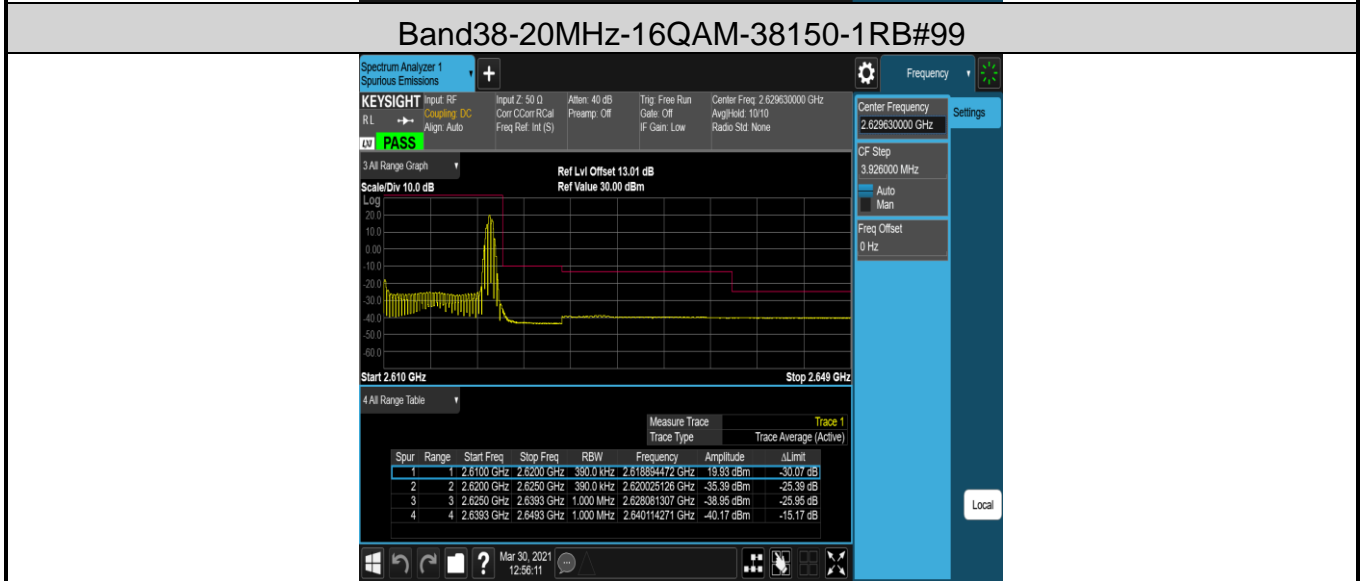 Band38-20MHz-16QAM-38150-1RB#99
Spectrum Analyzer 1
Spurious Emissions
+
Frequency
KEYSIGHT Input: RF Input Z: 50 Ω Atten: 40 dB Trig: Free Run Center Freq: 2.629630000 GHz
RL Coupling: DC Corr CCorr RCal Preamp: Off Gate: Off Avg|Hold: 10/10
Align: Auto Freq Ref: Int (S) IF Gain: Low Radio Std: None
LXI PASS
Center Frequency
2.629630000 GHz
Settings
CF Step
3.926000 MHz
Auto
Man
Freq Offset
0 Hz
3 All Range Graph
Ref Lvl Offset 13.01 dB
Scale/Div 10.0 dB Ref Value 30.00 dBm
Log
20.0
10.0
0.00
-10.0
-20.0
-30.0
-40.0
-50.0
-60.0
Start 2.610 GHz Stop 2.649 GHz
4 All Range Table
Measure Trace Trace 1
Trace Type Trace Average (Active)
Spur Range Start Freq Stop Freq RBW Frequency Amplitude ΔLimit
1 1 2.6100 GHz 2.6200 GHz 390.0 kHz 2.618894472 GHz 19.93 dBm -30.07 dB
2 2 2.6200 GHz 2.6250 GHz 390.0 kHz 2.620025126 GHz -35.39 dBm -25.39 dB
3 3 2.6250 GHz 2.6393 GHz 1.000 MHz 2.628081307 GHz -38.95 dBm -25.95 dB
4 4 2.6393 GHz 2.6493 GHz 1.000 MHz 2.640114271 GHz -40.17 dBm -15.17 dB
Local
? Mar 30, 2021
12:56:11